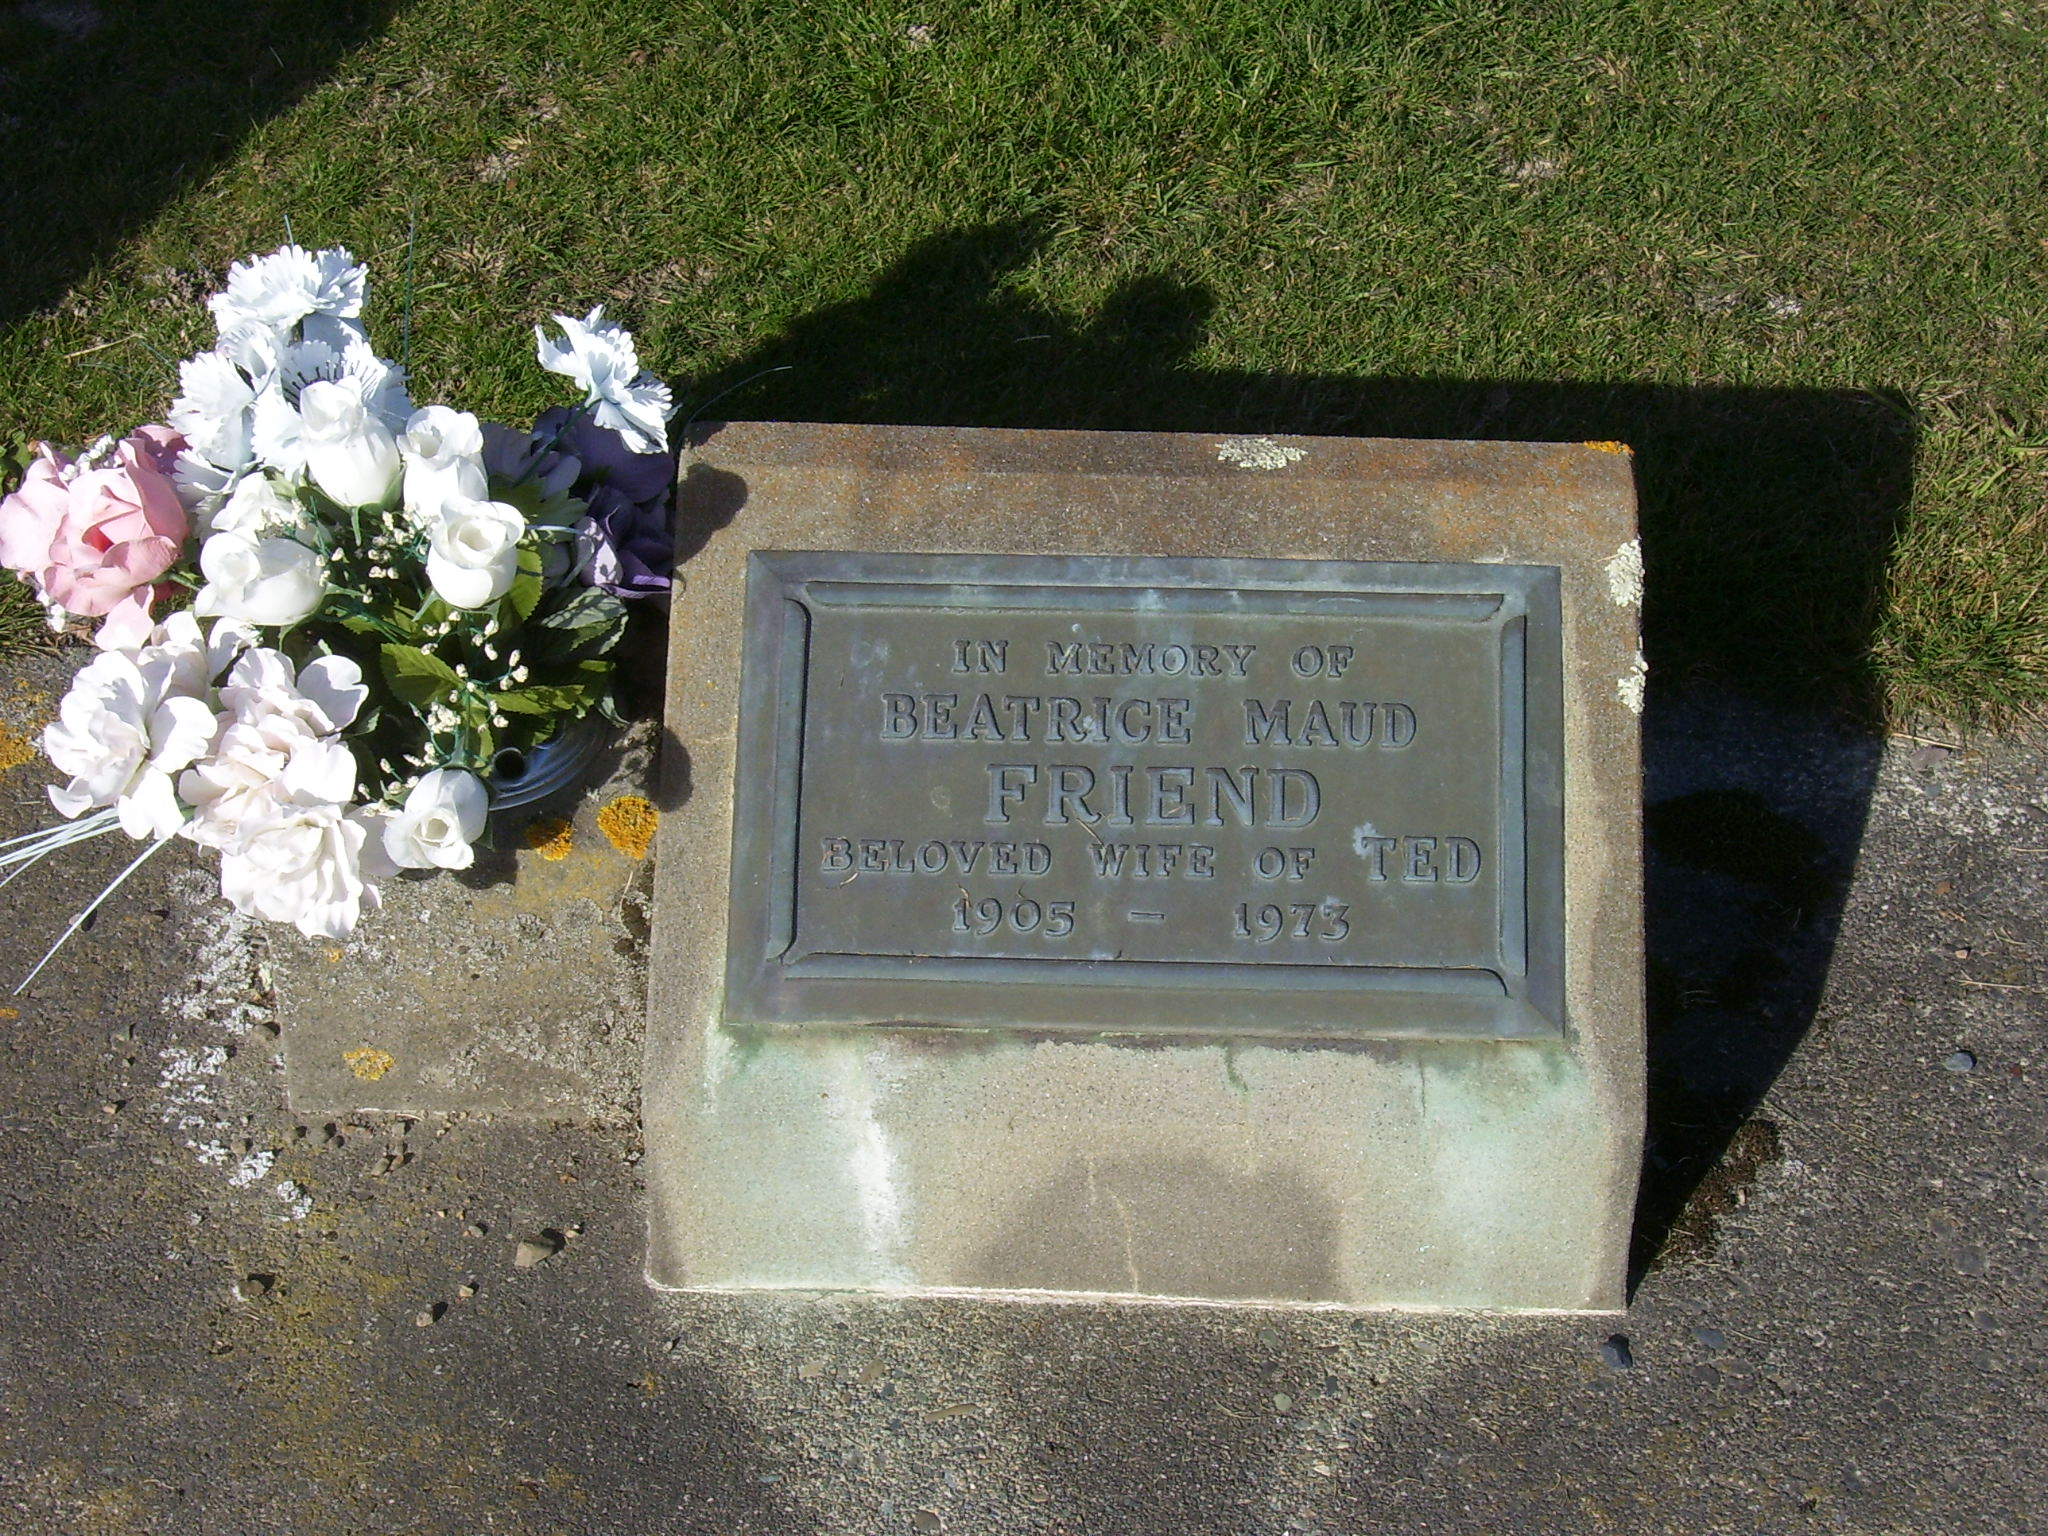 IN MEMORY OF
BEATRICE MAUD
FRIEND
BELOVED WIFE OF TED
1905 – 1973